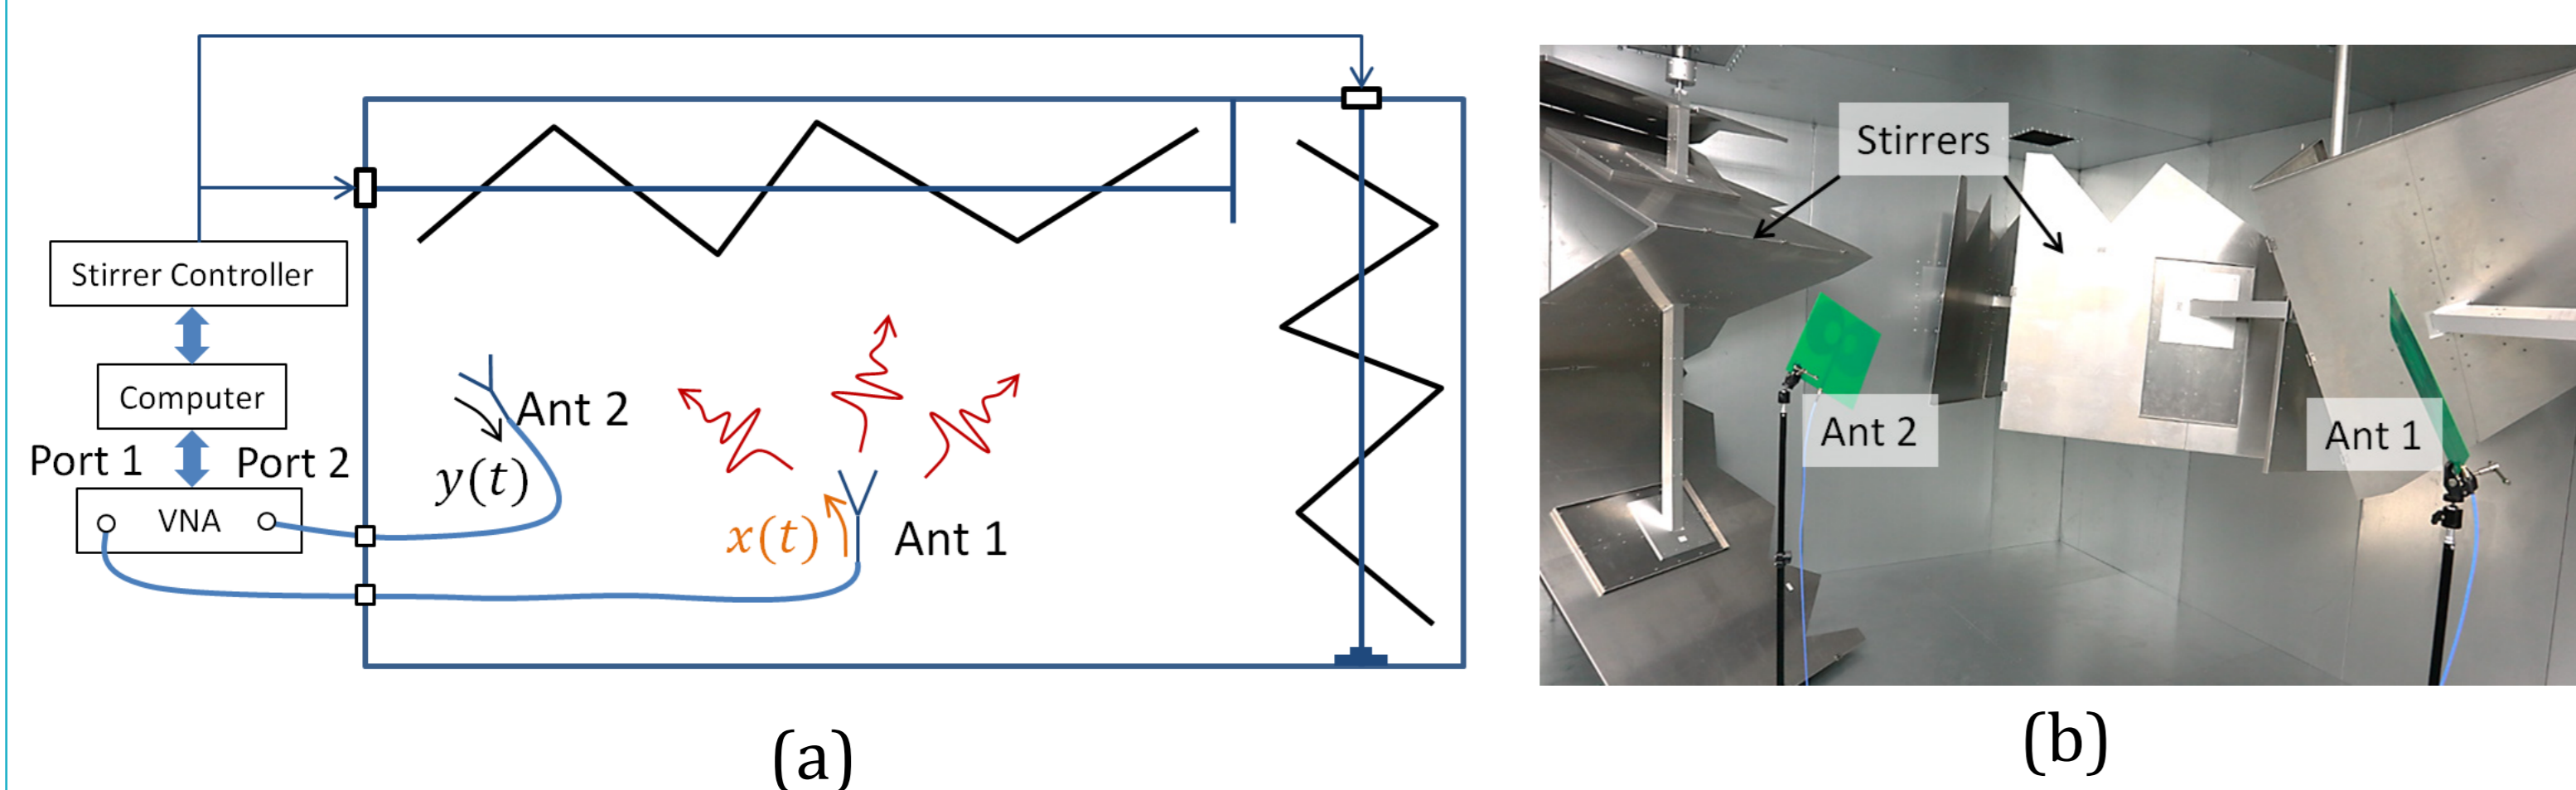 Stirrer Controller
Computer
Port 1
Port 2
VNA
Ant 2
y(t)
x(t)
Ant 1
(a)
Stirrers
Ant 2
Ant 1
(b)